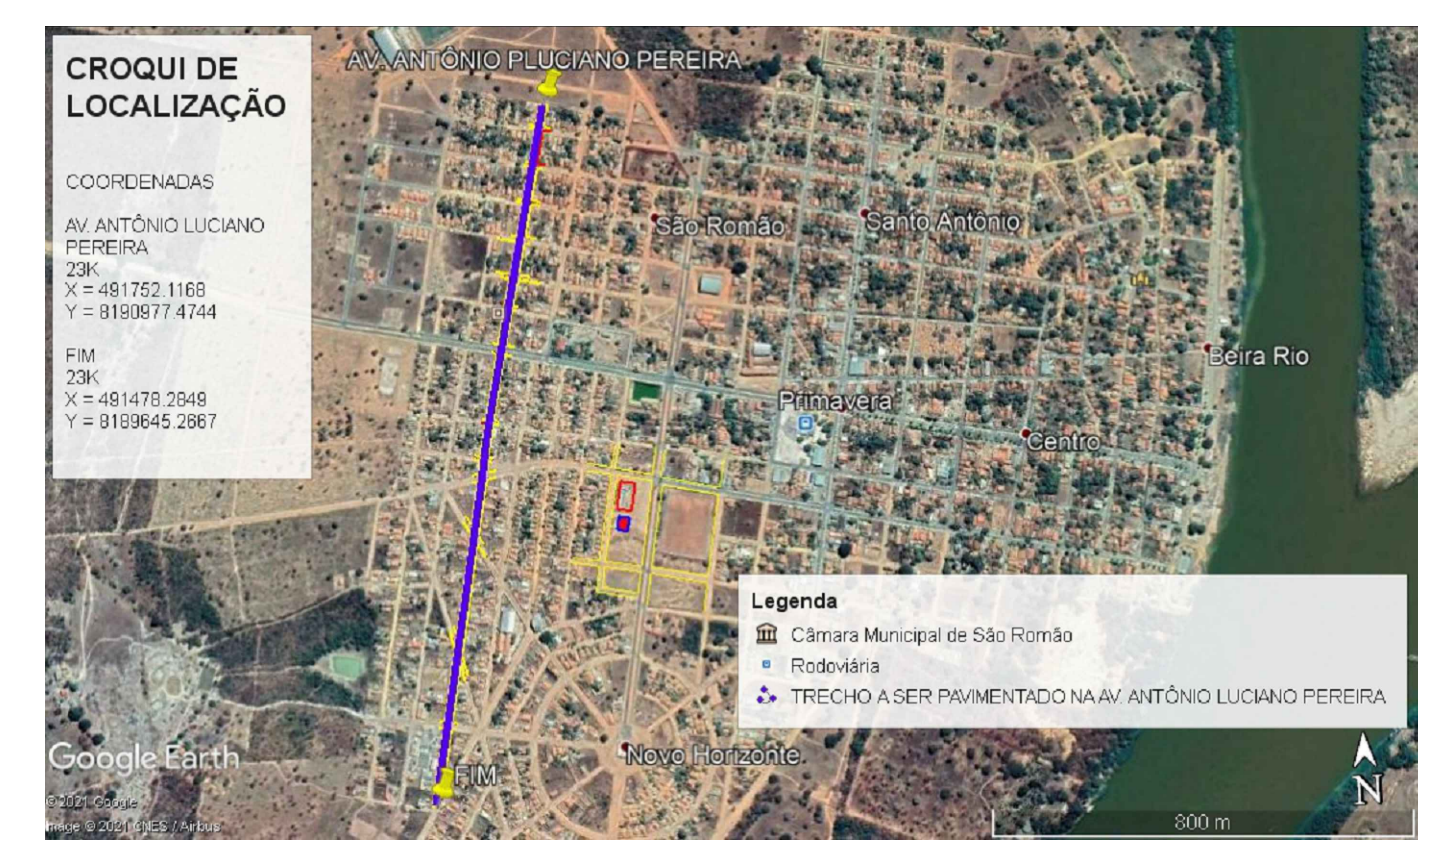 AV. ANTÔNIO PLUCIANO PEREIRA
CROQUI DE
LOCALIZAÇÃO
COORDENADAS
AV. ANTÔNIO LUCIANO
PEREIRA
23K
X = 491752.1168
Y = 8190977.4744
FIM
23K
X = 491478.2849
Y = 8189645.2667
São Romão
Santo Antônio
Beira Rio
Primavera
Centro
Legenda
Câmara Municipal de São Romão
Rodoviária
TRECHO A SER PAVIMENTADO NA AV. ANTÔNIO LUCIANO PEREIRA
Novo Horizonte
Google Earth
FIM
© 2021 Google
Image © 2021 CNES / Airbus
N
800 m